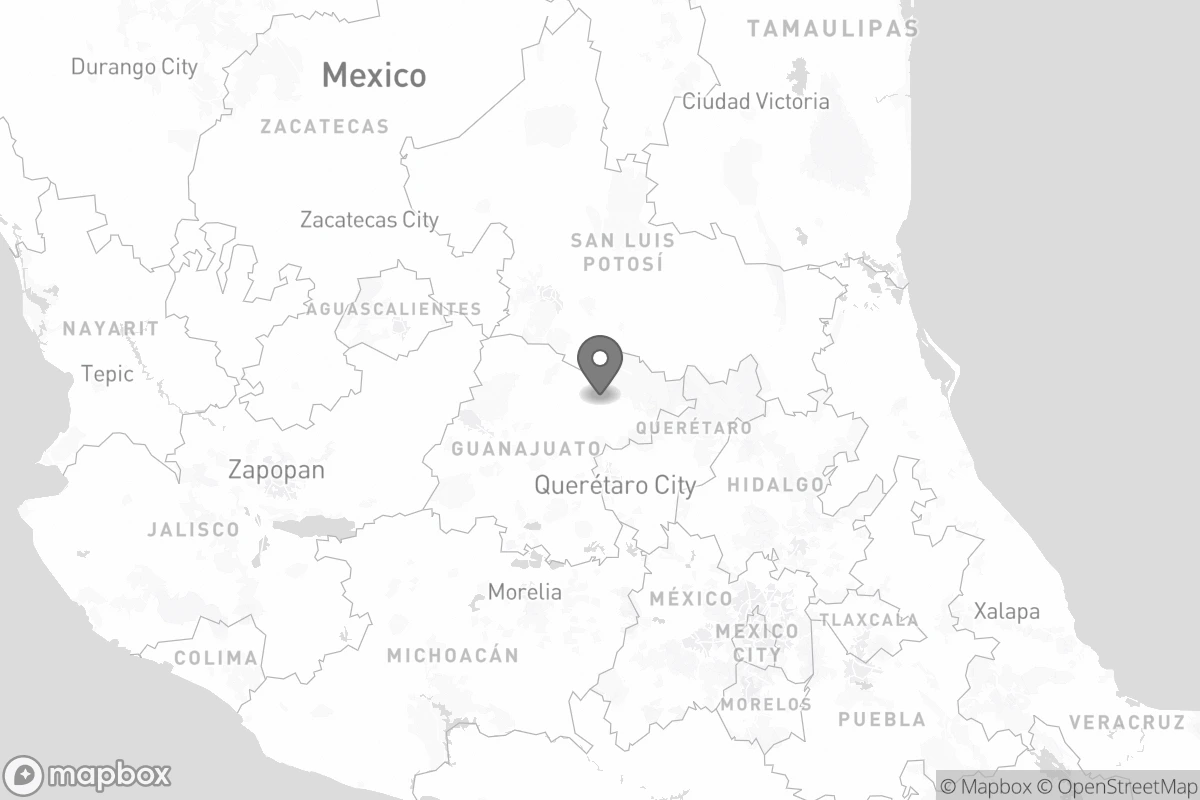 TAMAULIPAS
Durango City
Mexico
Ciudad Victoria
ZACATECAS
Zacatecas City
SAN LUIS
POTOSÍ
AGUASCALIENTES
NAYARIT
Tepic
QUERÉTARO
GUANAJUATO
Zapopan
Querétaro City
HIDALGO
JALISCO
Morelia
MÉXICO
Xalapa
TLAXCALA
MEXICO
CITY
COLIMA
MICHOACÁN
MORELOS
PUEBLA
VERACRUZ
mapbox
© Mapbox © OpenStreetMap